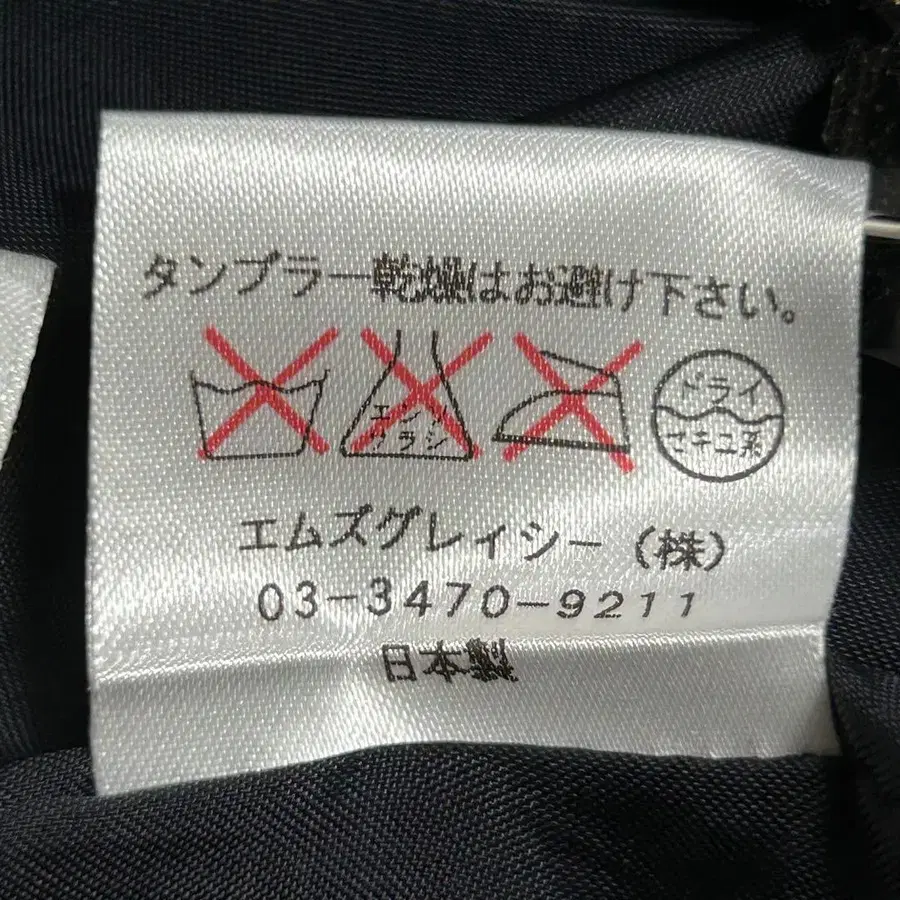 タンブラー乾燥はお避け下さい。
エンソ
カラシ
ドライ
セキユ系
エムズグレィシー（株）
03-3470-9211
日本製